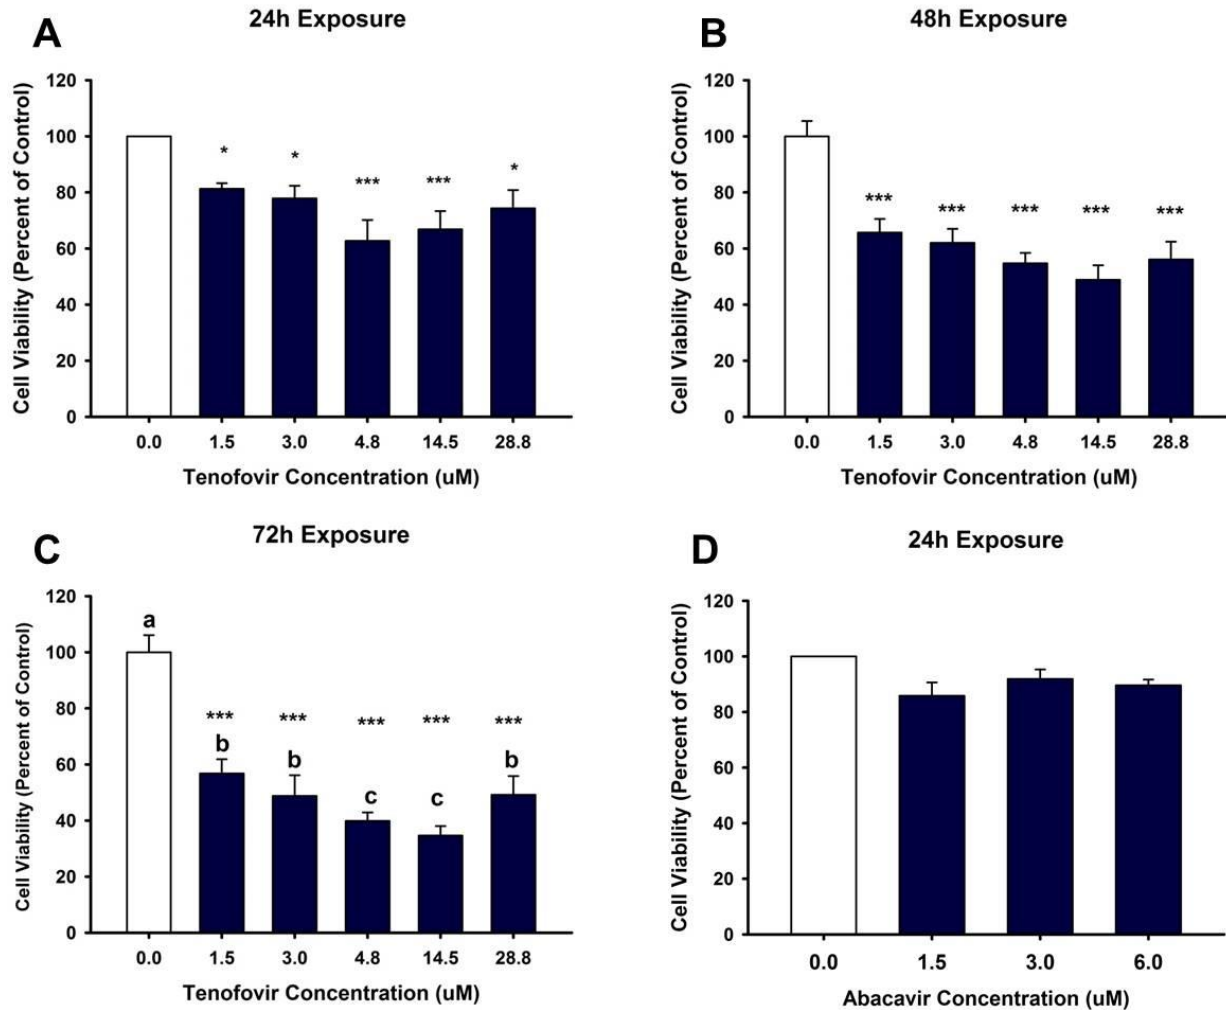 A
24h Exposure
Cell Viability (Percent of Control)
120
100
80
60
40
20
0
* * *** *** *
0.0 1.5 3.0 4.8 14.5 28.8
Tenofovir Concentration (uM)
B
48h Exposure
Cell Viability (Percent of Control)
120
100
80
60
40
20
0
*** *** *** *** ***
0.0 1.5 3.0 4.8 14.5 28.8
Tenofovir Concentration (uM)
C
72h Exposure
Cell Viability (Percent of Control)
120
100
80
60
40
20
0
a
*** *** *** *** ***
b b c c b
0.0 1.5 3.0 4.8 14.5 28.8
Tenofovir Concentration (uM)
D
24h Exposure
Cell Viability (Percent of Control)
120
100
80
60
40
20
0
0.0 1.5 3.0 6.0
Abacavir Concentration (uM)